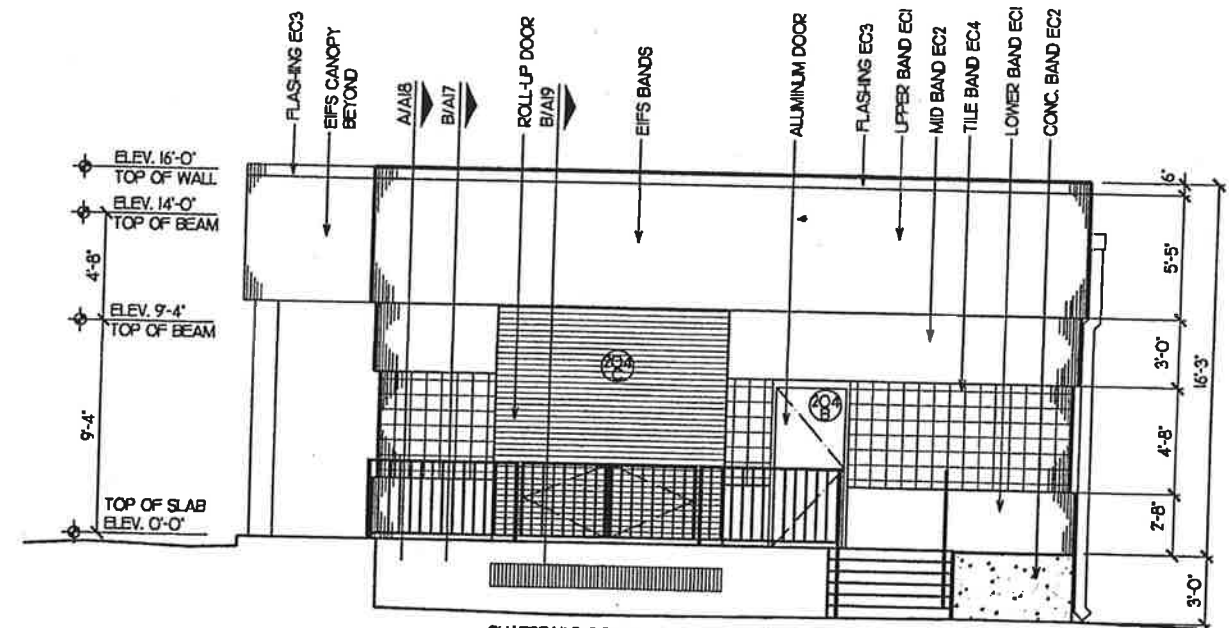 FLASHING EC3
EIFS CANOPY
BEYOND
A/A18
B/A17
ROLL-UP DOOR
B/A19
EIFS BANDS
ALUMINUM DOOR
FLASHING EC3
UPPER BAND EC1
MID BAND EC2
TILE BAND EC4
LOWER BAND EC1
CONC. BAND EC2
ELEV. 16'-0"
TOP OF WALL
ELEV. 14'-0"
TOP OF BEAM
4'-8"
ELEV. 9'-4"
TOP OF BEAM
9'-4"
TOP OF SLAB
ELEV. 0'-0"
204
C
204
B
6"
5'-5"
3'-0"
16'-3"
4'-8"
2'-8"
3'-0"